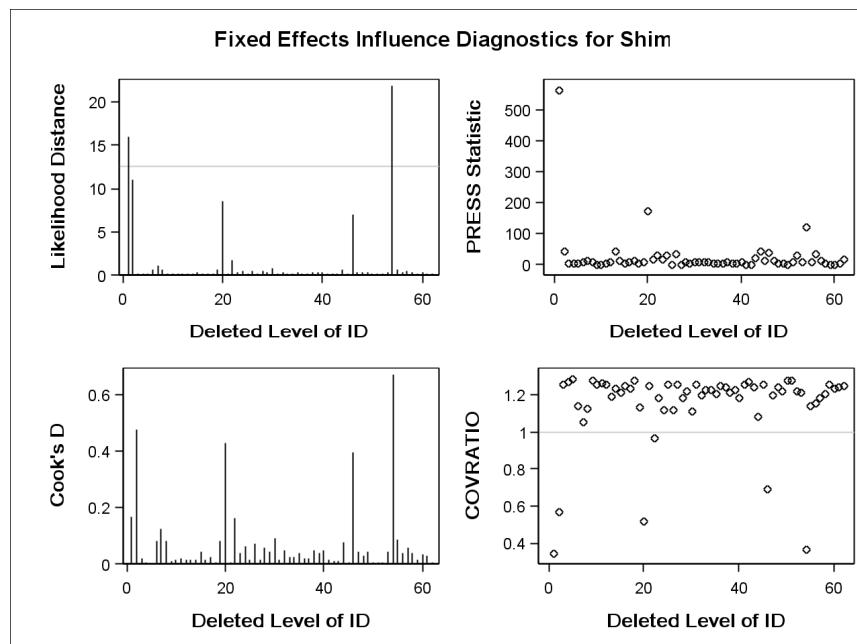 Fixed Effects Influence Diagnostics for Shim
Likelihood Distance
20
15
10
5
0
0 20 40 60
Deleted Level of ID
PRESS Statistic
500
400
300
200
100
0
0 20 40 60
Deleted Level of ID
Cook's D
0.6
0.4
0.2
0
0 10 20 30 40 50 60
Deleted Level of ID
COVRATIO
1.2
1
0.8
0.6
0.4
0 20 40 60
Deleted Level of ID